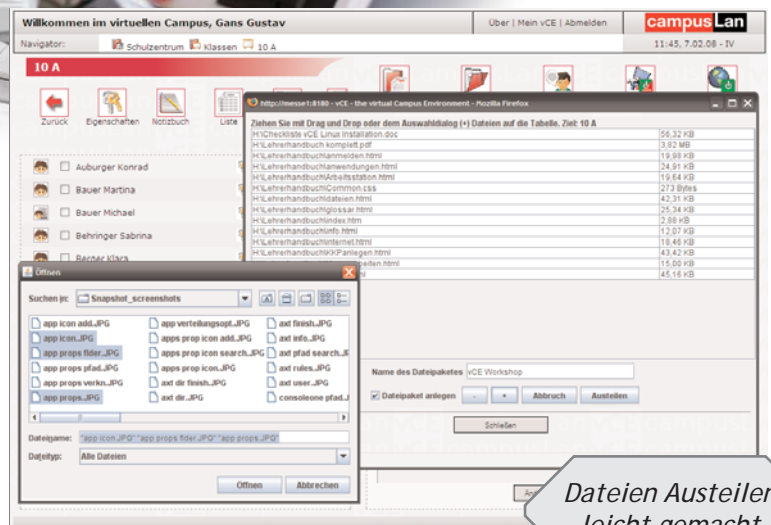 Willkommen im virtuellen Campus, Gans Gustav
Über | Mein vCE | Abmelden
campusLan
Navigator: Schulzentrum Klassen 10 A
11:45, 7.02.08 - IV
10 A
Zurück Eigenschaften Notizbuch Liste
http://messe1:8180 - vCE - the virtual Campus Environment - Mozilla Firefox
Ziehen Sie mit Drag und Drop oder dem Auswahldialog (+) Dateien auf die Tabelle. Ziel: 10 A
H:\Checkliste vCE Linux Installation.doc 56,32 KB
H:\Lehrerhandbuch komplett.pdf 3,82 MB
H:\Lehrerhandbuch\anmelden.html 19,98 KB
H:\Lehrerhandbuch\anwendungen.html 24,91 KB
H:\Lehrerhandbuch\Arbeitsstation.html 19,64 KB
H:\Lehrerhandbuch\Common.css 273 Bytes
H:\Lehrerhandbuch\dateien.html 42,31 KB
H:\Lehrerhandbuch\glossar.html 25,34 KB
H:\Lehrerhandbuch\index.htm 2,88 KB
H:\Lehrerhandbuch\info.html 12,07 KB
H:\Lehrerhandbuch\internet.html 18,46 KB
H:\Lehrerhandbuch\KKPanlegen.html 43,42 KB
beiten.html 15,00 KB
ml 45,16 KB
Auburger Konrad
Bauer Martina
Bauer Michael
Behringer Sabrina
Berger Klara
Öffnen
Suchen in: Snapshot_screenshots
app icon add.JPG app verteilungsopt.JPG axt finish.JPG
app icon.JPG apps prop icon add.JPG axt info.JPG
app props flder.JPG apps prop icon search.JPG axt pfad search.JF
app props pfad.JPG apps prop icon.JPG axt rules.JPG
app props verkn.JPG axt dir finish.JPG axt user.JPG
app props.JPG axt dir.JPG consoleone pfad.J
Dateiname: "app icon.JPG" "app props flder.JPG" "app props.JPG"
Dateityp: Alle Dateien
Öffnen Abbrechen
Name des Dateipaketes vCE Workshop
Dateipaket anlegen - + Abbruch Austeilen
Schließen
Dateien Austeilen
leicht gemacht